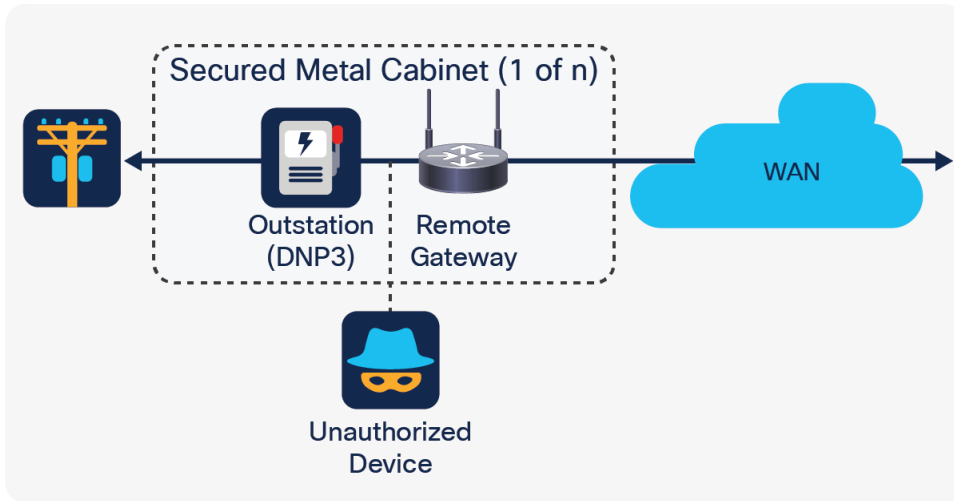 Secured Metal Cabinet (1 of n)
WAN
Outstation
(DNP3)
Remote
Gateway
Unauthorized
Device